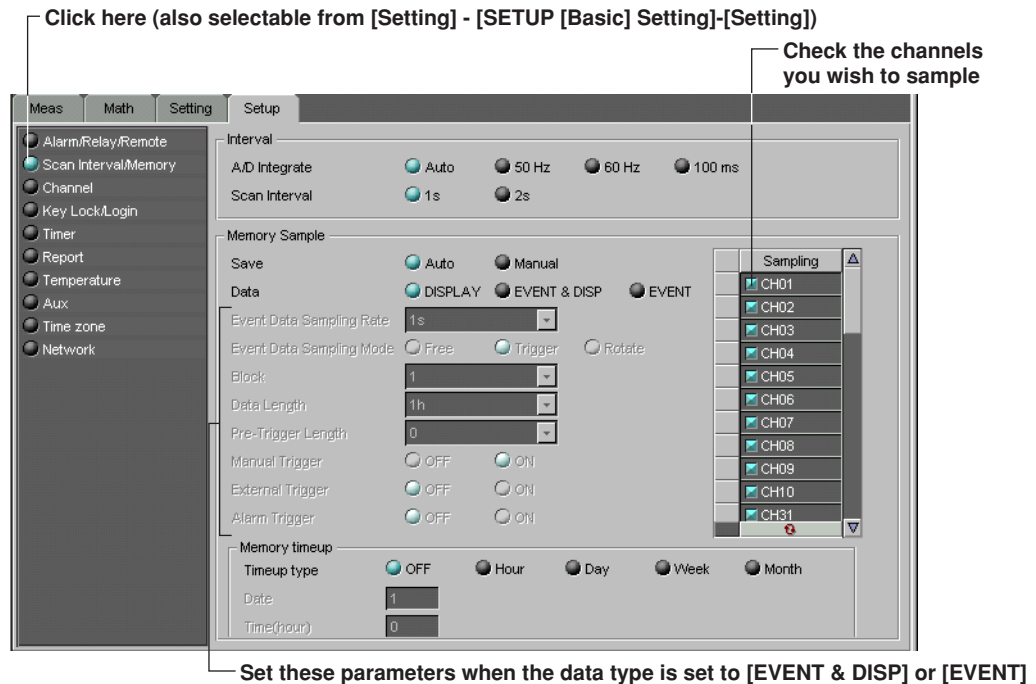 Click here (also selectable from [Setting] - [SETUP [Basic] Setting]-[Setting])
Check the channels
you wish to sample
Meas Math Setting Setup
Alarm/Relay/Remote
Scan Interval/Memory
Channel
Key Lock/Login
Timer
Report
Temperature
Aux
Time zone
Network
Interval
A/D Integrate Auto 50 Hz 60 Hz 100 ms
Scan Interval 1s 2s
Memory Sample
Save Auto Manual
Data DISPLAY EVENT & DISP EVENT
Event Data Sampling Rate 1s
Event Data Sampling Mode Free Trigger Rotate
Block 1
Data Length 1h
Pre-Trigger Length 0
Manual Trigger OFF ON
External Trigger OFF ON
Alarm Trigger OFF ON
Sampling
CH01
CH02
CH03
CH04
CH05
CH06
CH07
CH08
CH09
CH10
CH31
Memory timeup
Timeup type OFF Hour Day Week Month
Date 1
Time(hour) 0
Set these parameters when the data type is set to [EVENT & DISP] or [EVENT]